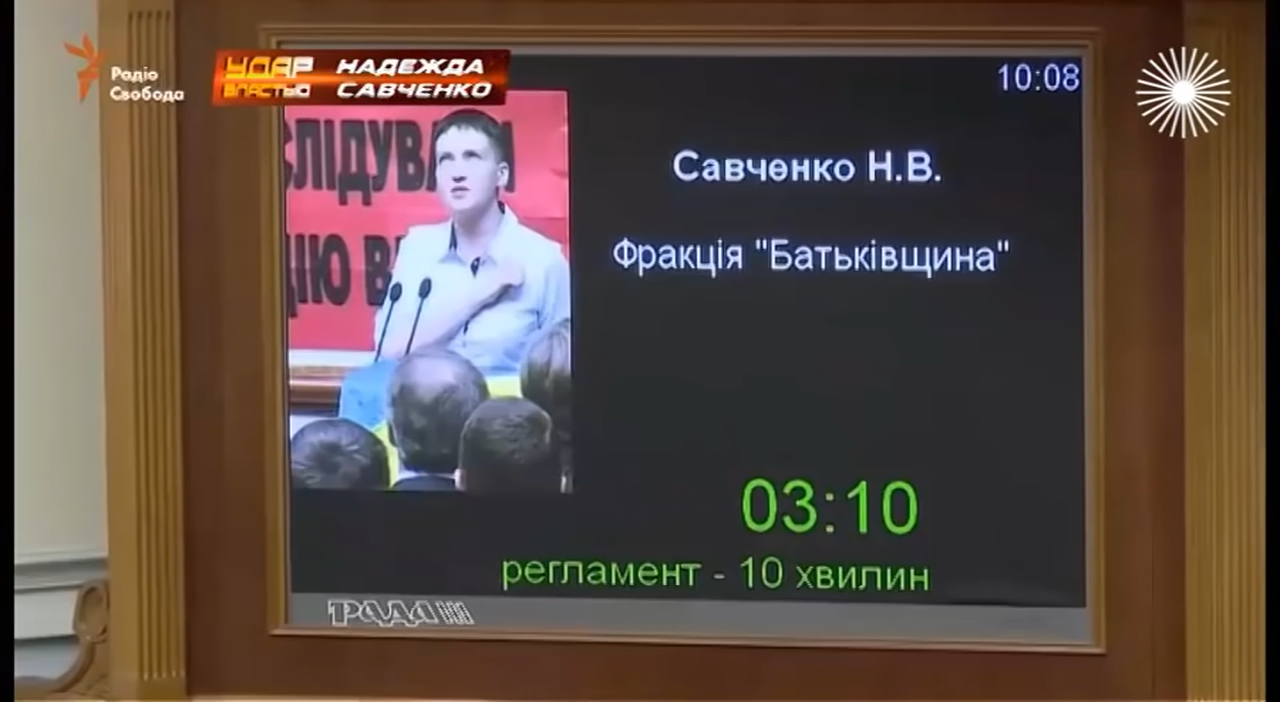 Радіо
Свобода
УДАР
ВЛАСТЬЮ
НАДЕЖДА
САВЧЕНКО
10:08
Савченко Н.В.
Фракція "Батьківщина"
03:10
регламент - 10 хвилин
РАДА